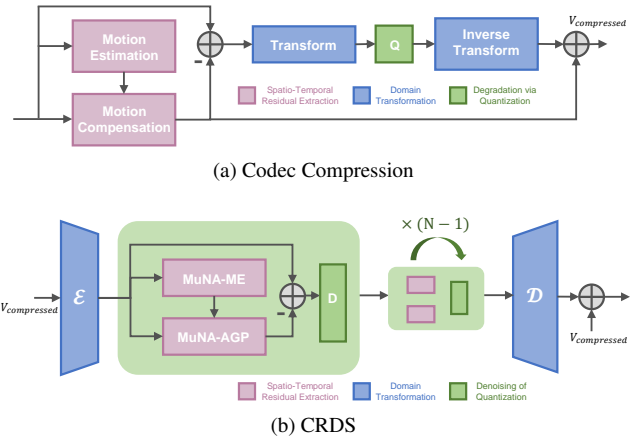 V_compressed
Motion
Estimation
-
Transform
Q
Inverse
Transform
Motion
Compensation
Spatio-Temporal
Residual Extraction
Domain
Transformation
Degradation via
Quantization
(a) Codec Compression
× (N − 1)
MuNA-ME
V_compressed
ℰ
-
D
𝒟
MuNA-AGP
V_compressed
Spatio-Temporal
Residual Extraction
Domain
Transformation
Denoising of
Quantization
(b) CRDS